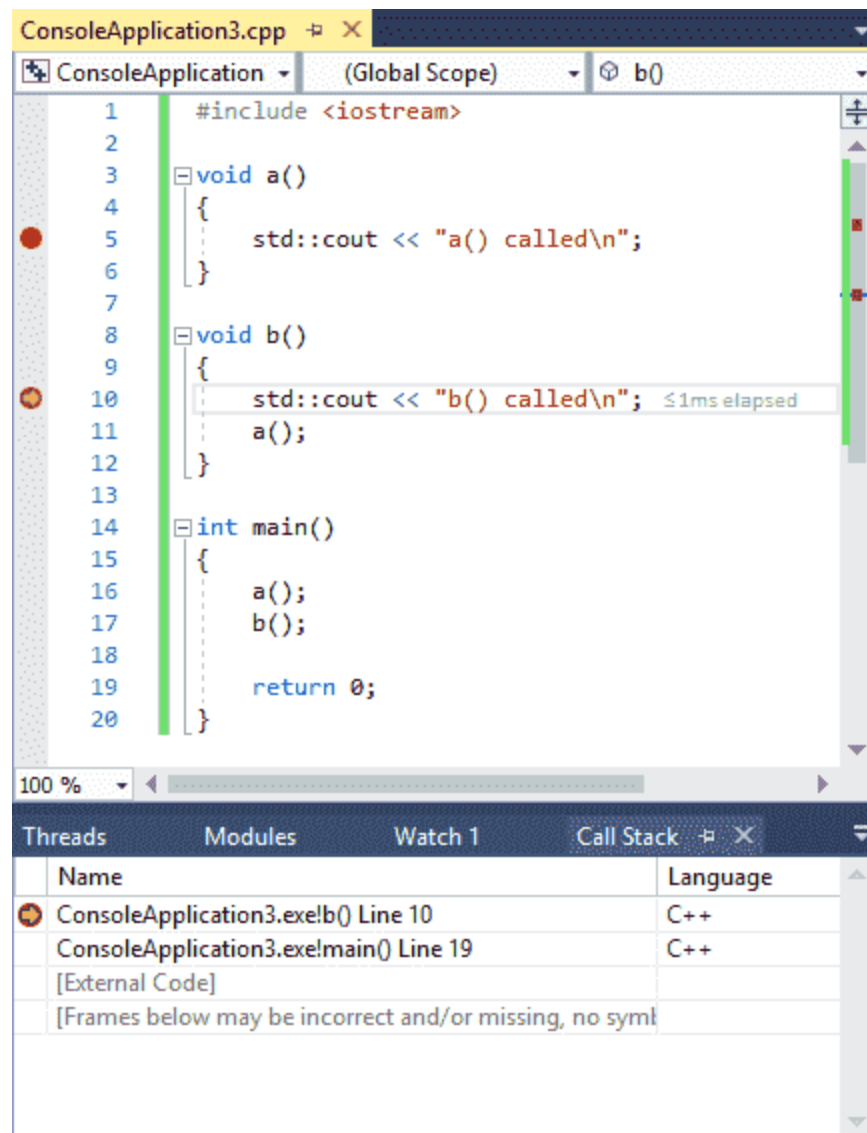 ConsoleApplication3.cpp
ConsoleApplication (Global Scope) b()
1 #include <iostream>
2
3 void a()
4 {
5 std::cout << "a() called\n";
6 }
7
8 void b()
9 {
10 std::cout << "b() called\n"; ≤1ms elapsed
11 a();
12 }
13
14 int main()
15 {
16 a();
17 b();
18
19 return 0;
20 }
100 %
Threads Modules Watch 1 Call Stack
Name Language
ConsoleApplication3.exe!b() Line 10 C++
ConsoleApplication3.exe!main() Line 19 C++
[External Code]
[Frames below may be incorrect and/or missing, no symb